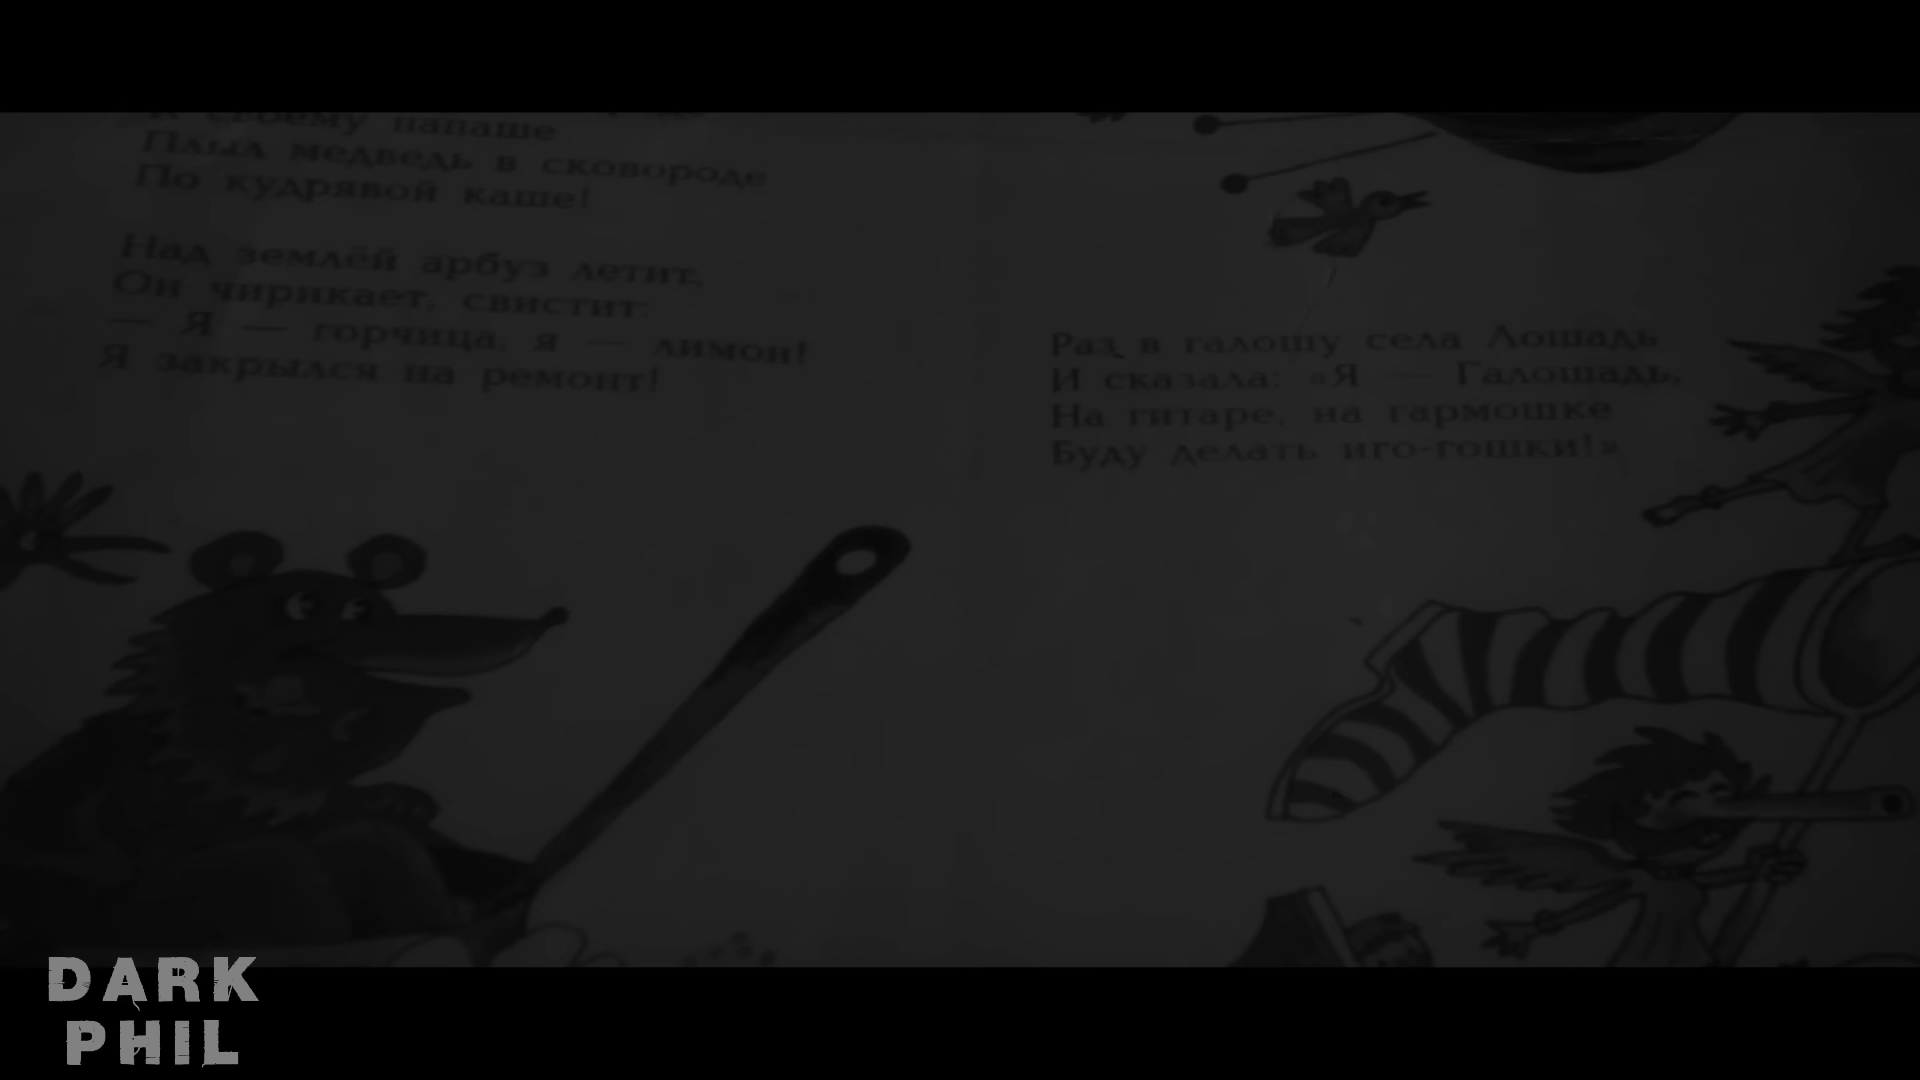 К своему папаше
Плыл медведь в сковороде
По кудрявой каше!
Над землёй арбуз летит,
Он чирикает, свистит:
— Я — горчица, я — лимон!
Я закрылся на ремонт!
Раз в галошу села Лошадь
И сказала: «Я — Галошадь,
На гитаре, на гармошке
Буду делать иго-гошки!»
DARK
PHIL